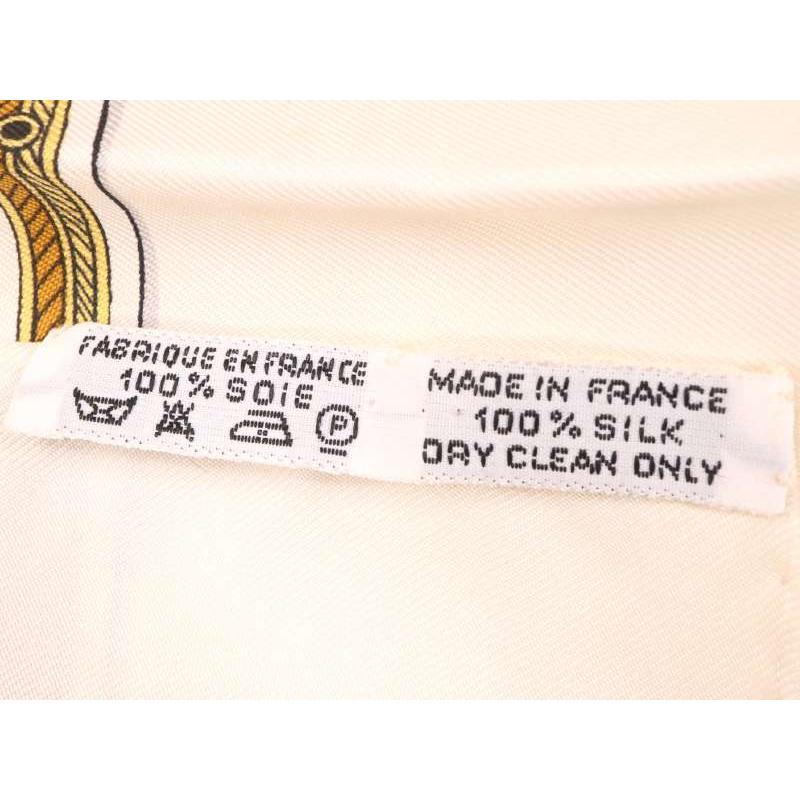 FABRIQUE EN FRANCE
100% SOIE
P
MADE IN FRANCE
100% SILK
DRY CLEAN ONLY